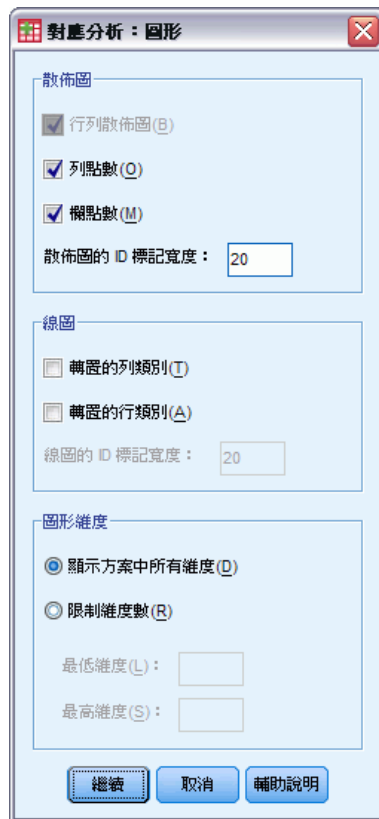 對應分析：圖形
散佈圖
行列散佈圖(B)
列點數(O)
欄點數(M)
散佈圖的 ID 標記寬度：
20
線圖
轉置的列類別(T)
轉置的行類別(A)
線圖的 ID 標記寬度：
20
圖形維度
顯示方案中所有維度(D)
限制維度數(R)
最低維度(L)：
最高維度(S)：
繼續 取消 輔助說明